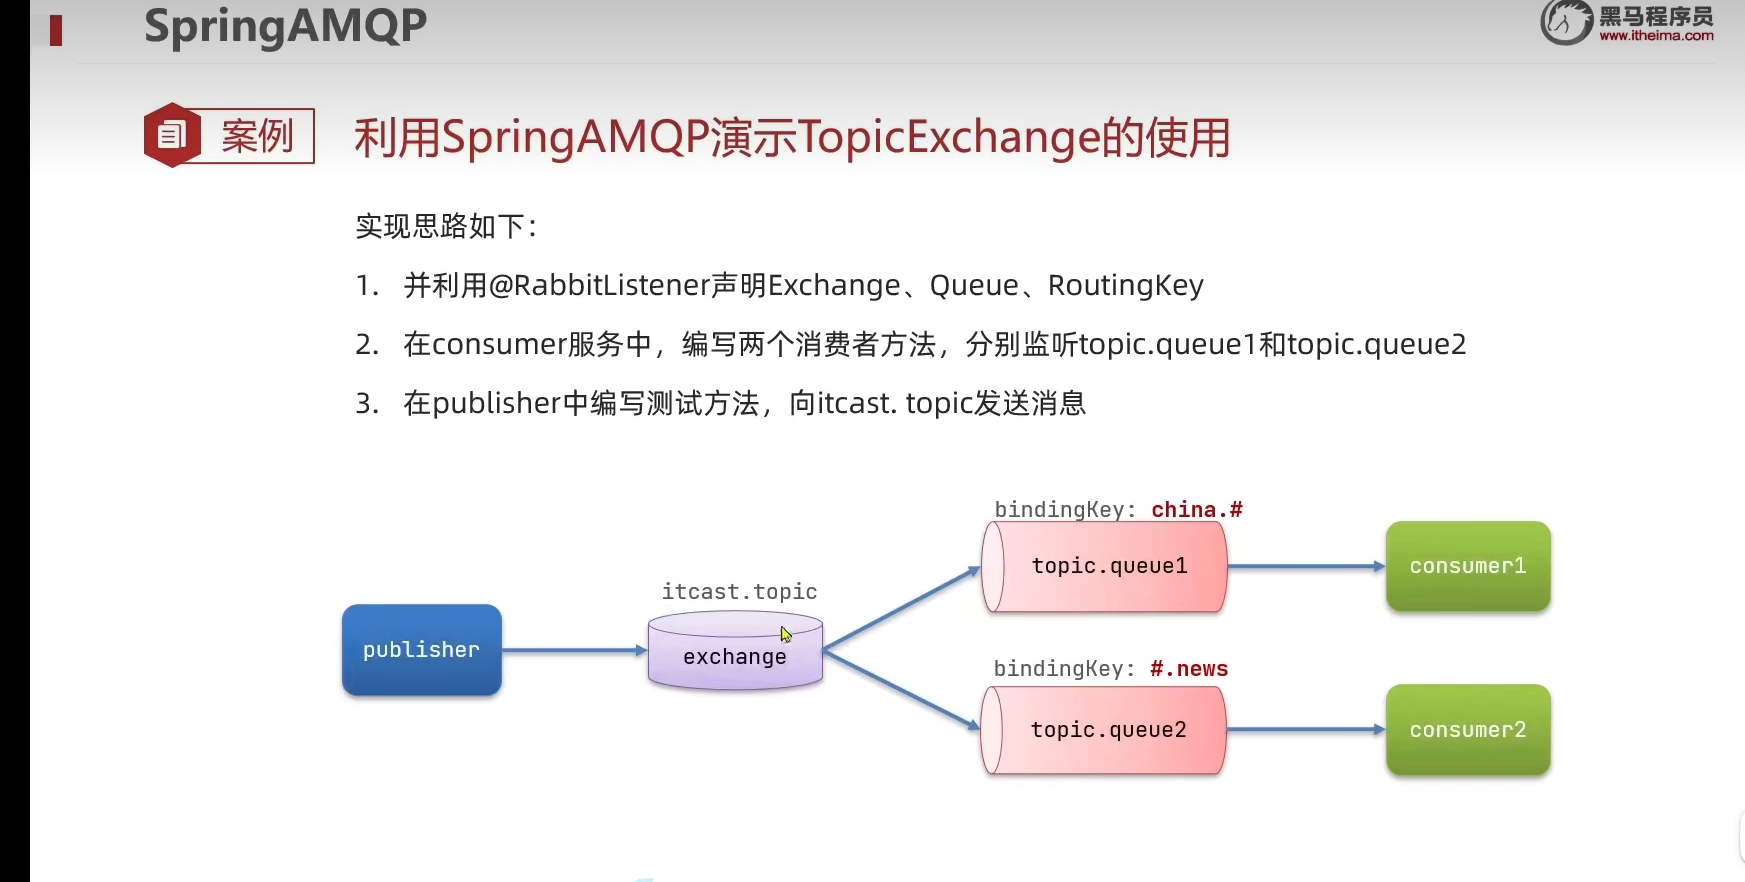 SpringAMQP
黑马程序员
www.itheima.com
案例
利用SpringAMQP演示TopicExchange的使用
实现思路如下：
1. 并利用@RabbitListener声明Exchange、Queue、RoutingKey
2. 在consumer服务中，编写两个消费者方法，分别监听topic.queue1和topic.queue2
3. 在publisher中编写测试方法，向itcast. topic发送消息
bindingKey: china.#
topic.queue1
consumer1
itcast.topic
publisher
exchange
bindingKey: #.news
topic.queue2
consumer2